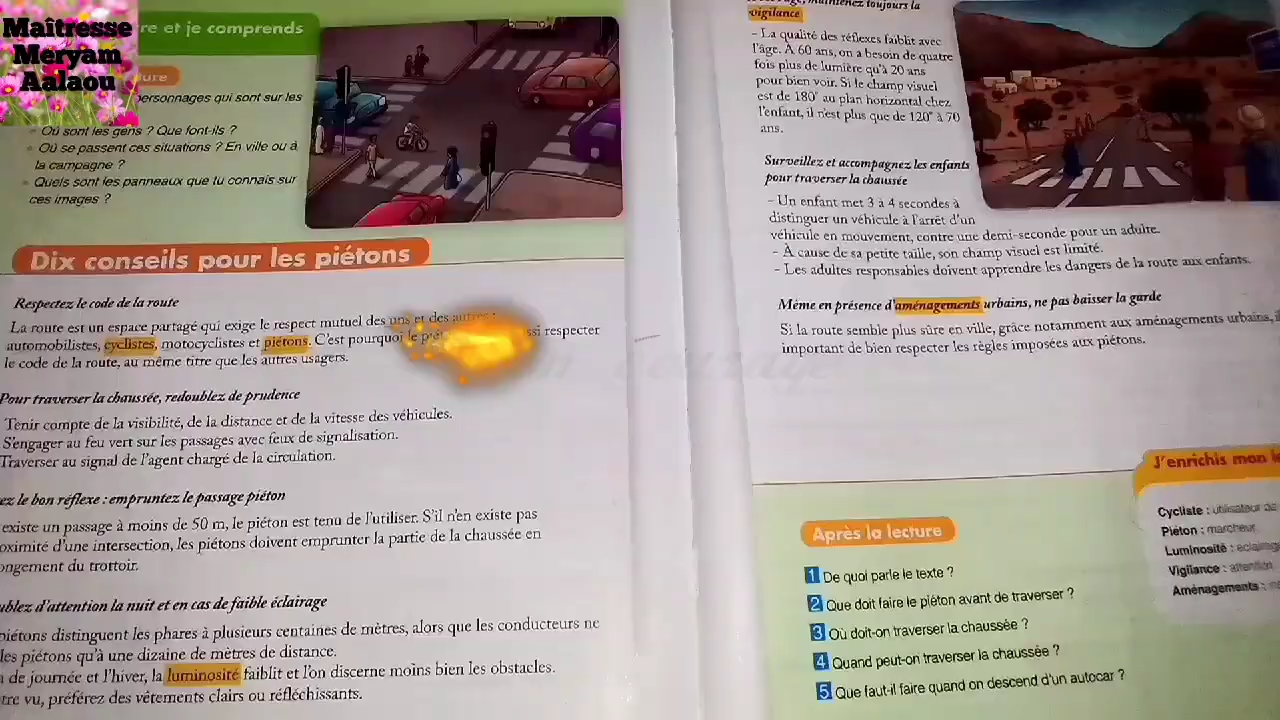 Maîtresse
Meryam
Aalaou
re et je comprends
ture
personnages qui sont sur les
- Où sont les gens ? Que font-ils ?
- Où se passent ces situations ? En ville ou à
la campagne ?
- Quels sont les panneaux que tu connais sur
ces images ?
Dix conseils pour les piétons
Respectez le code de la route
La route est un espace partagé qui exige le respect mutuel des uns et des autres :
automobilistes, cyclistes, motocyclistes et piétons. C'est pourquoi le respecter
le code de la route, au même titre que les autres usagers.
Pour traverser la chaussée, redoublez de prudence
Tenir compte de la visibilité, de la distance et de la vitesse des véhicules.
S'engager au feu vert sur les passages avec feux de signalisation.
Traverser au signal de l'agent chargé de la circulation.
ez le bon réflexe : empruntez le passage piéton
existe un passage à moins de 50 m, le piéton est tenu de l'utiliser. S'il n'en existe pas
oximité d'une intersection, les piétons doivent emprunter la partie de la chaussée en
ongement du trottoir.
ublez d'attention la nuit et en cas de faible éclairage
piétons distinguent les phares à plusieurs centaines de mètres, alors que les conducteurs ne
les piétons qu'à une dizaine de mètres de distance.
de journée et l'hiver, la luminosité faiblit et l'on discerne moins bien les obstacles.
tre vu, préférez des vêtements clairs ou réfléchissants.
maintenez toujours la
vigilance
- La qualité des réflexes faiblit avec
l'âge. À 60 ans, on a besoin de quatre
fois plus de lumière qu'à 20 ans
pour bien voir. Si le champ visuel
est de 180° au plan horizontal chez
l'enfant, il n'est plus que de 120° à 70
ans.
Surveillez et accompagnez les enfants
pour traverser la chaussée
- Un enfant met 3 à 4 secondes à
distinguer un véhicule à l'arrêt d'un
véhicule en mouvement, contre une demi-seconde pour un adulte.
- À cause de sa petite taille, son champ visuel est limité.
- Les adultes responsables doivent apprendre les dangers de la route aux enfants.
Même en présence d'aménagements urbains, ne pas baisser la garde
Si la route semble plus sûre en ville, grâce notamment aux aménagements urbains, il
important de bien respecter les règles imposées aux piétons.
Après la lecture
1 De quoi parle le texte ?
2 Que doit faire le piéton avant de traverser ?
3 Où doit-on traverser la chaussée ?
4 Quand peut-on traverser la chaussée ?
5 Que faut-il faire quand on descend d'un autocar ?
J'enrichis mon le
Cycliste : utilisateur de
Piéton : marcheur
Luminosité : éclairage
Vigilance : attention
Aménagements :